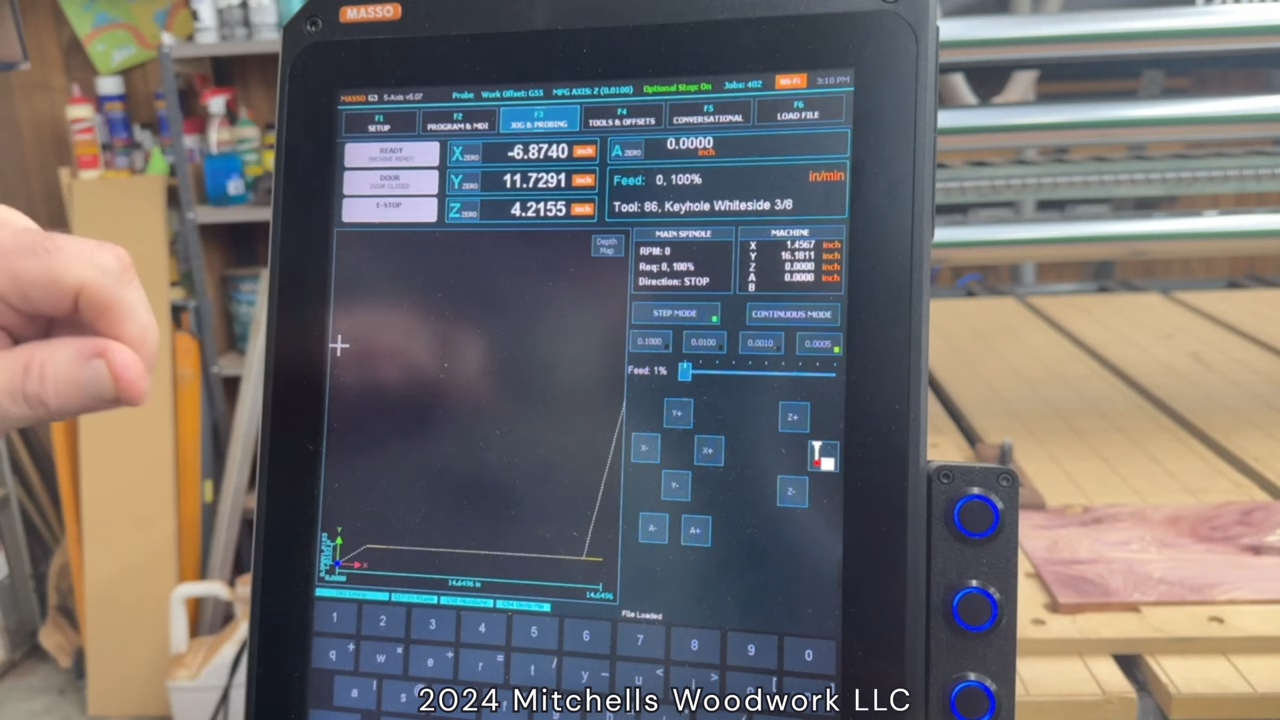 MASSO
MASSO G3 5-Axis v5.07 Probe Work Offset: G55 MPG AXIS: Z (0.0100) Optional Stop: On Jobs: 402 Wi-Fi 3:10 PM
F1 F2 F3 F4 F5 F6
SETUP PROGRAM & MDI JOG & PROBING TOOLS & OFFSETS CONVERSATIONAL LOAD FILE
READY
MACHINE READY
DOOR
DOOR CLOSED
E-STOP
X ZERO -6.8740 inch
Y ZERO 11.7291 inch
Z ZERO 4.2155 inch
A ZERO 0.0000 inch
Feed: 0, 100% in/min
Tool: 86, Keyhole Whiteside 3/8
Depth
Map
MAIN SPINDLE
RPM: 0
Req: 0, 100%
Direction: STOP
MACHINE
X 1.4567 inch
Y 16.1811 inch
Z 0.0000 inch
A 0.0000 inch
B
STEP MODE CONTINUOUS MODE
0.1000 0.0100 0.0010 0.0005
Feed: 1%
Y+ Z+
X- X+
Y- Z-
A- A+
Y
X
0.0000
14.6496 in
14.6496
File Loaded
1 2 3 4 5 6 7 8 9 0
q + w × e + r = t / y − u <
a ! s
2024 Mitchells Woodwork LLC